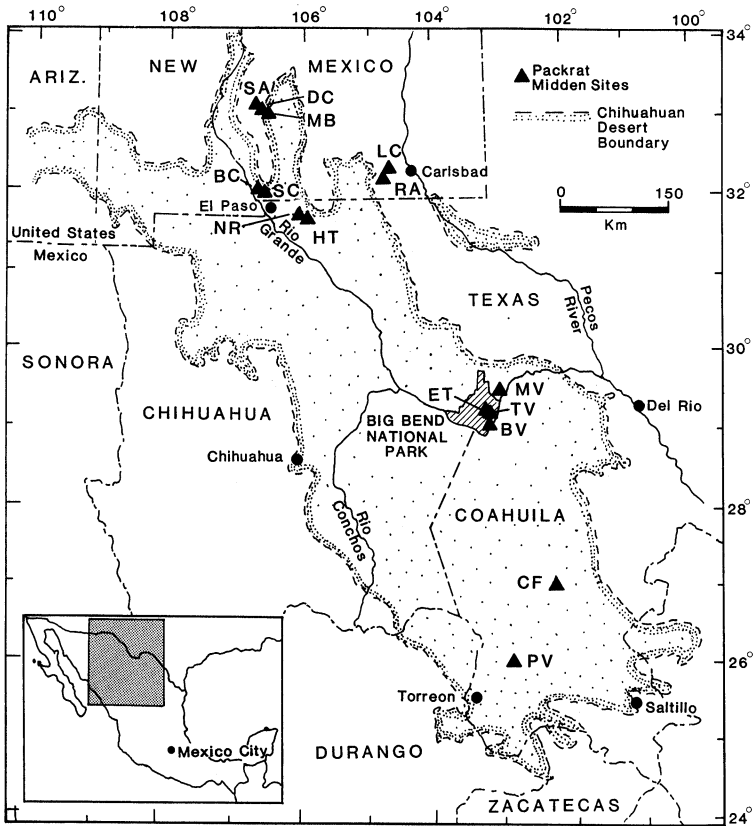 110° 108° 106° 104° 102° 100°
34°
ARIZ. NEW MEXICO
Packrat
Midden Sites
Chihuahuan
Desert
Boundary
SA
DC
MB
LC
Carlsbad
RA
32°
BC
SC
El Paso
NR
HT
0 150
Km
Rio
Grande
United States
Mexico
TEXAS
Pecos
River
30°
SONORA
CHIHUAHUA
ET
MV
TV
BV
Del Rio
BIG BEND
NATIONAL
PARK
Chihuahua
28°
COAHUILA
Rio
Conchos
CF
26°
PV
Torreon
Saltillo
Mexico City
DURANGO
ZACATECAS
24°